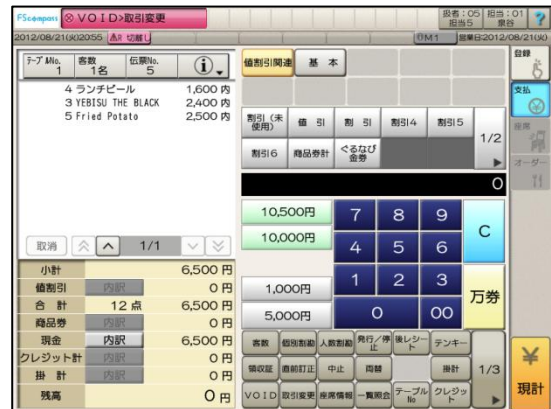 FScompass ⊗ VOID>取引変更 扱者:05 担当5 担当:01 泉谷 ?
2012/08/21(火)20:55 AR 切離し OM1 営業日:2012/08/21(火)
テーブルNo. 1 客数 1名 伝票No. 5
4 ランチビール 1,600 内
3 YEBISU THE BLACK 2,400 内
5 Fried Potato 2,500 内
取消 1/1
小計 6,500 円
値割引 内訳 0 円
合 計 12 点 6,500 円
商品券 内訳 0 円
現金 内訳 6,500 円
クレジット計 内訳 0 円
掛 計 内訳 0 円
残高 0 円
値割引関連 基 本
割引(未使用) 値 引 割 引 割引4 割引5
割引6 商品券計 ぐるなび金券
1/2
0
10,500円 7 8 9 C
10,000円 4 5 6
1,000円 1 2 3 万券
5,000円 0 00
客数 個別割勘 人数割勘 発行/停止 後レシート テンキー
領収証 直前訂正 中止 両替 掛計 1/3
VOID 取引変更 座席情報 一覧照会 テーブルNo クレジット
登録
支払
座席
オーダー
¥
現計